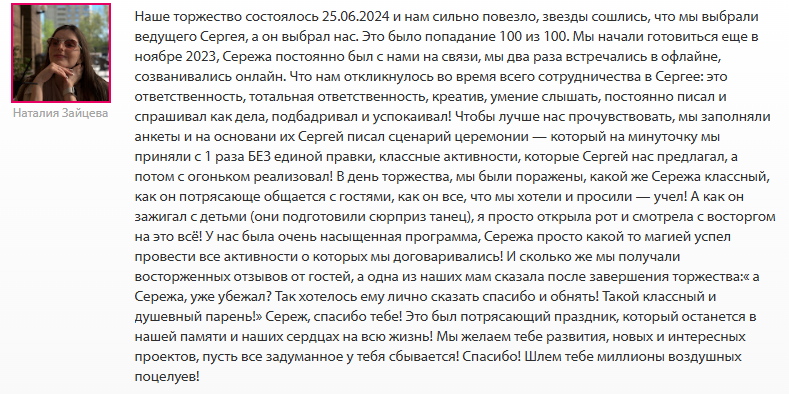 Наталия Зайцева
Наше торжество состоялось 25.06.2024 и нам сильно повезло, звезды сошлись, что мы выбрали
ведущего Сергея, а он выбрал нас. Это было попадание 100 из 100. Мы начали готовиться еще в
ноябре 2023, Сережа постоянно был с нами на связи, мы два раза встречались в офлайне,
созванивались онлайн. Что нам откликнулось во время всего сотрудничества в Сергее: это
ответственность, тотальная ответственность, креатив, умение слышать, постоянно писал и
спрашивал как дела, подбадривал и успокаивал! Чтобы лучше нас прочувствовать, мы заполняли
анкеты и на основани их Сергей писал сценарий церемонии — который на минуточку мы
приняли с 1 раза БЕЗ единой правки, классные активности, которые Сергей нас предлагал, а
потом с огоньком реализовал! В день торжества, мы были поражены, какой же Сережа классный,
как он потрясающе общается с гостями, как он все, что мы хотели и просили — учел! А как он
зажигал с детьми (они подготовили сюрприз танец), я просто открыла рот и смотрела с восторгом
на это всё! У нас была очень насыщенная программа, Сережа просто какой то магией успел
провести все активности о которых мы договаривались! И сколько же мы получали
восторженных отзывов от гостей, а одна из наших мам сказала после завершения торжества:« а
Сережа, уже убежал? Так хотелось ему лично сказать спасибо и обнять! Такой классный и
душевный парень!» Сереж, спасибо тебе! Это был потрясающий праздник, который останется в
нашей памяти и наших сердцах на всю жизнь! Мы желаем тебе развития, новых и интересных
проектов, пусть все задуманное у тебя сбывается! Спасибо! Шлем тебе миллионы воздушных
поцелуев!